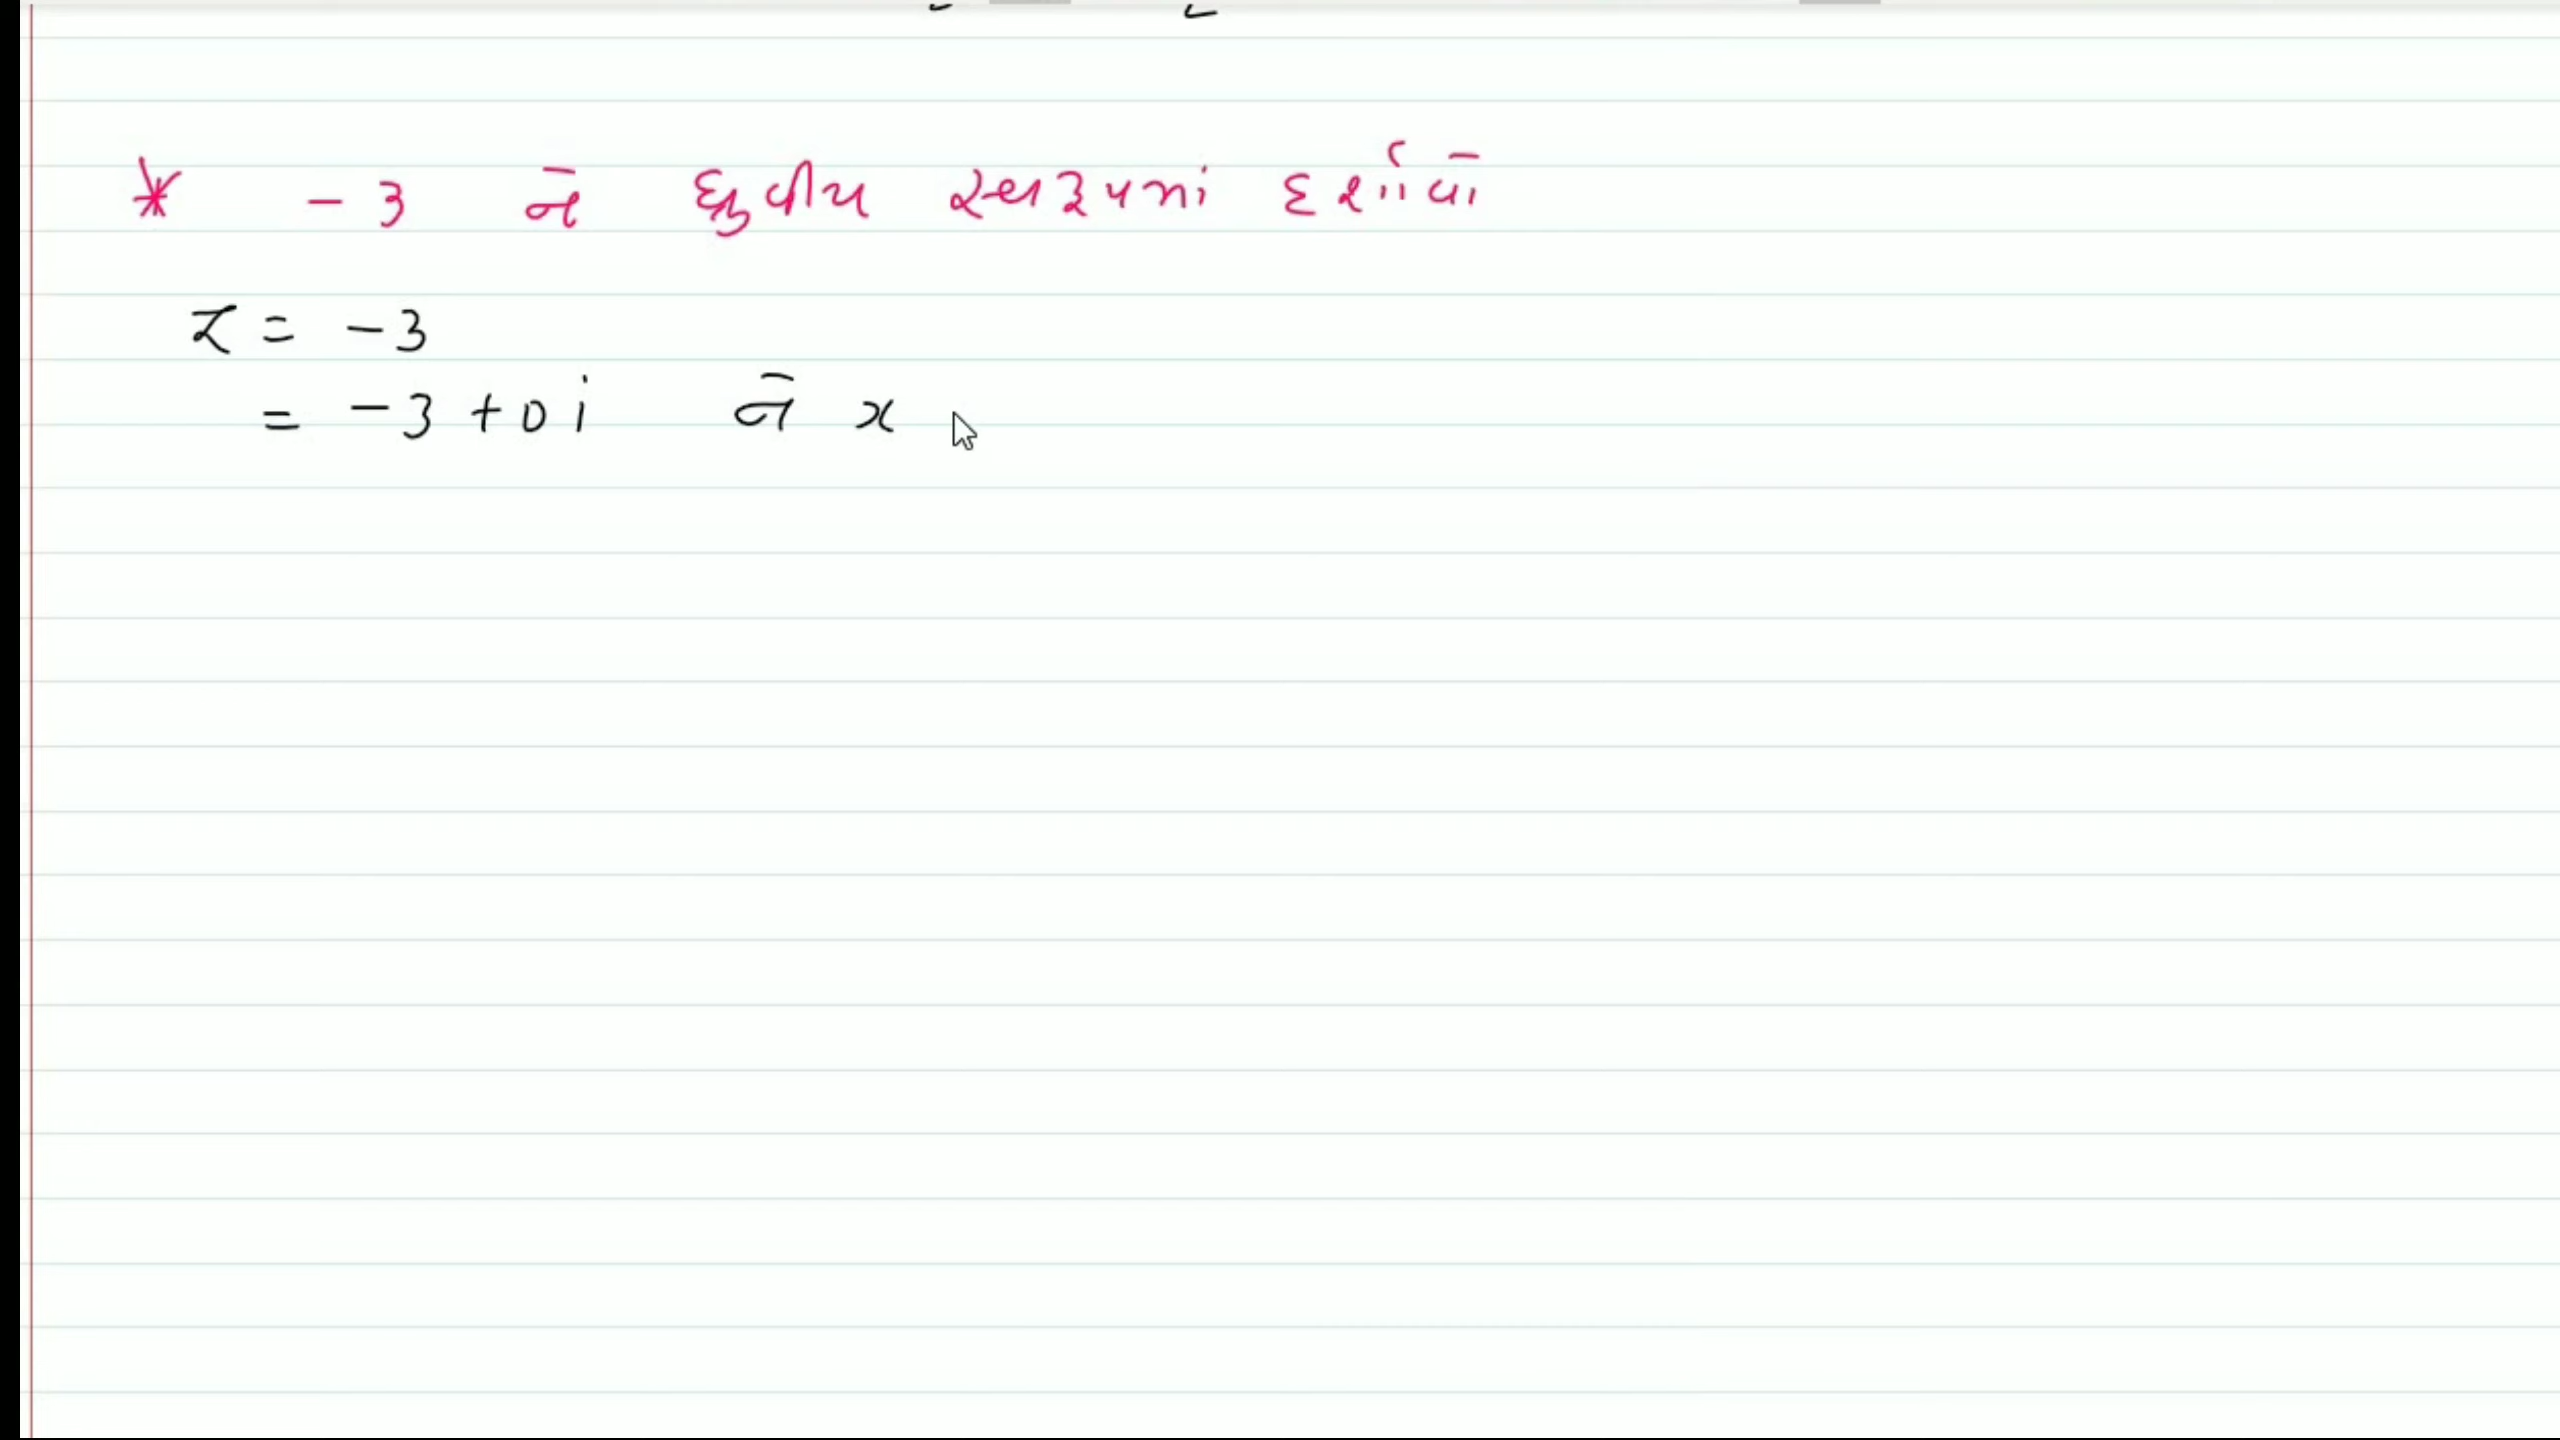 * -3 ને ધ્રુવીય સ્વરૂપમાં દર્શાવો
z = -3
= -3 + 0i ને x